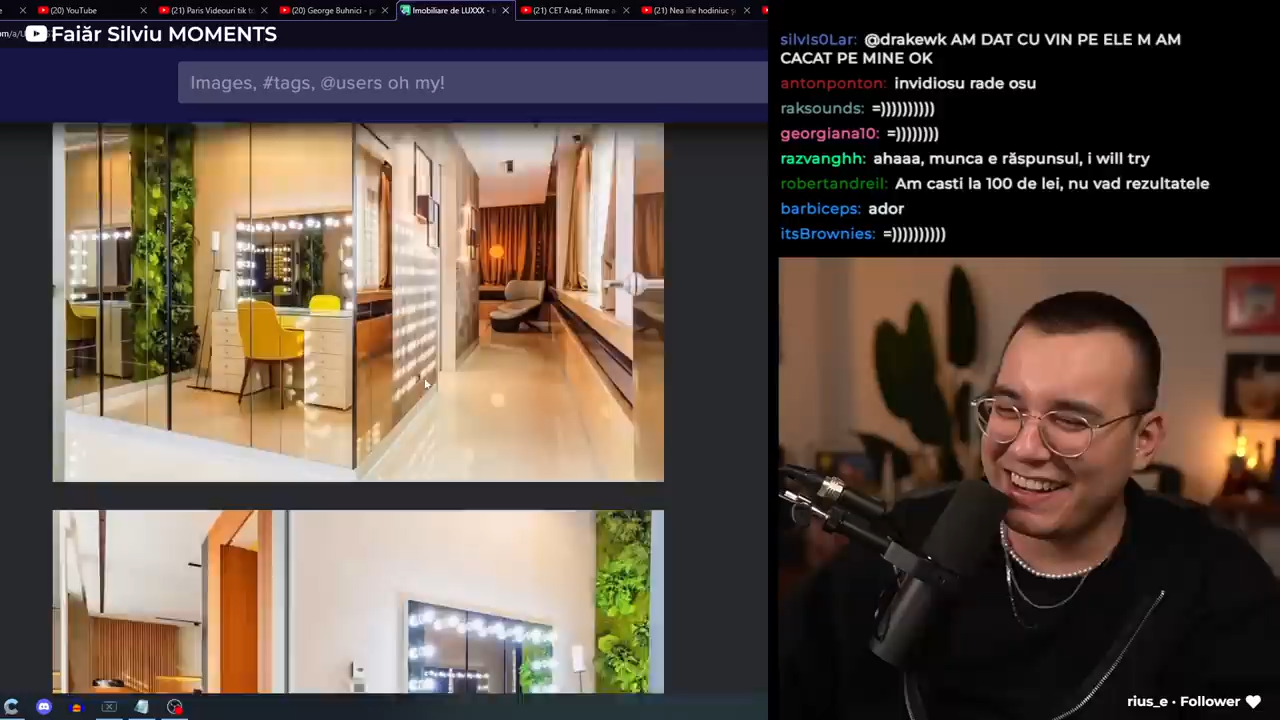 (20) YouTube
(21) Paris Videouri tik t
(20) George Buhnici - p
Imobiliare de LUXXX -
(21) CET Arad, filmare
(21) Nea ilie hodiniuc ș
Faiăr Silviu MOMENTS
Images, #tags, @users oh my!
silvIs0Lar: @drakewk AM DAT CU VIN PE ELE M AM
CACAT PE MINE OK
antonponton: invidiosu rade osu
raksounds: =))))))))))
georgiana10: =))))))))
razvanghh: ahaaa, munca e răspunsul, i will try
robertandreil: Am casti la 100 de lei, nu vad rezultatele
barbiceps: ador
itsBrownies: =))))))))))
rius_e · Follower